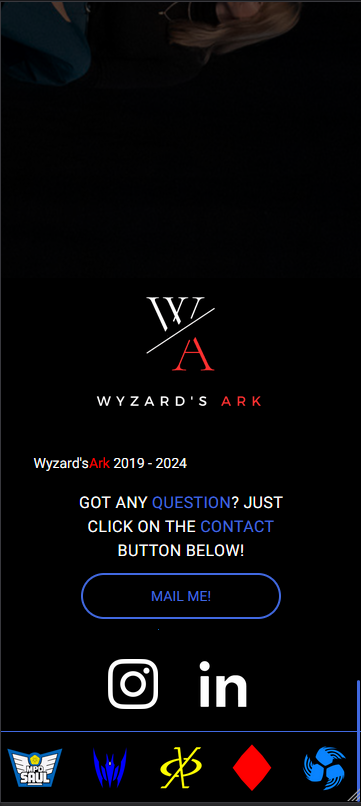 W
A
WYZARD'S ARK
Wyzard'sArk 2019 - 2024
GOT ANY QUESTION? JUST
CLICK ON THE CONTACT
BUTTON BELOW!
MAIL ME!
in
MPD
SAUL